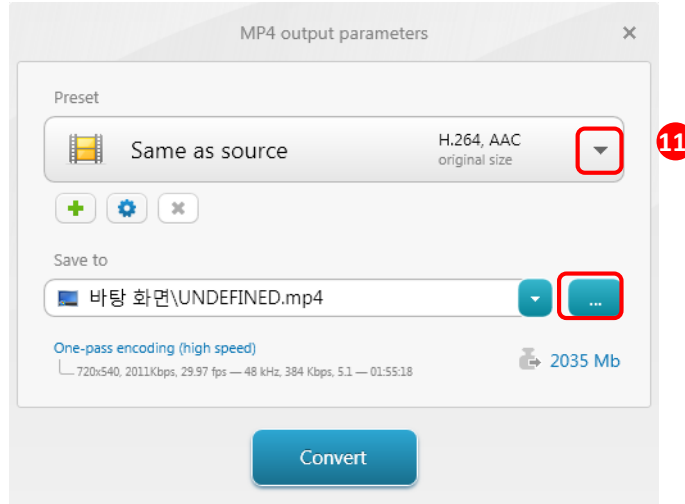 MP4 output parameters
Preset
Same as source
H.264, AAC
original size
11
Save to
바탕 화면\UNDEFINED.mp4
...
One-pass encoding (high speed)
720x540, 2011Kbps, 29.97 fps — 48 kHz, 384 Kbps, 5.1 — 01:55:18
2035 Mb
Convert